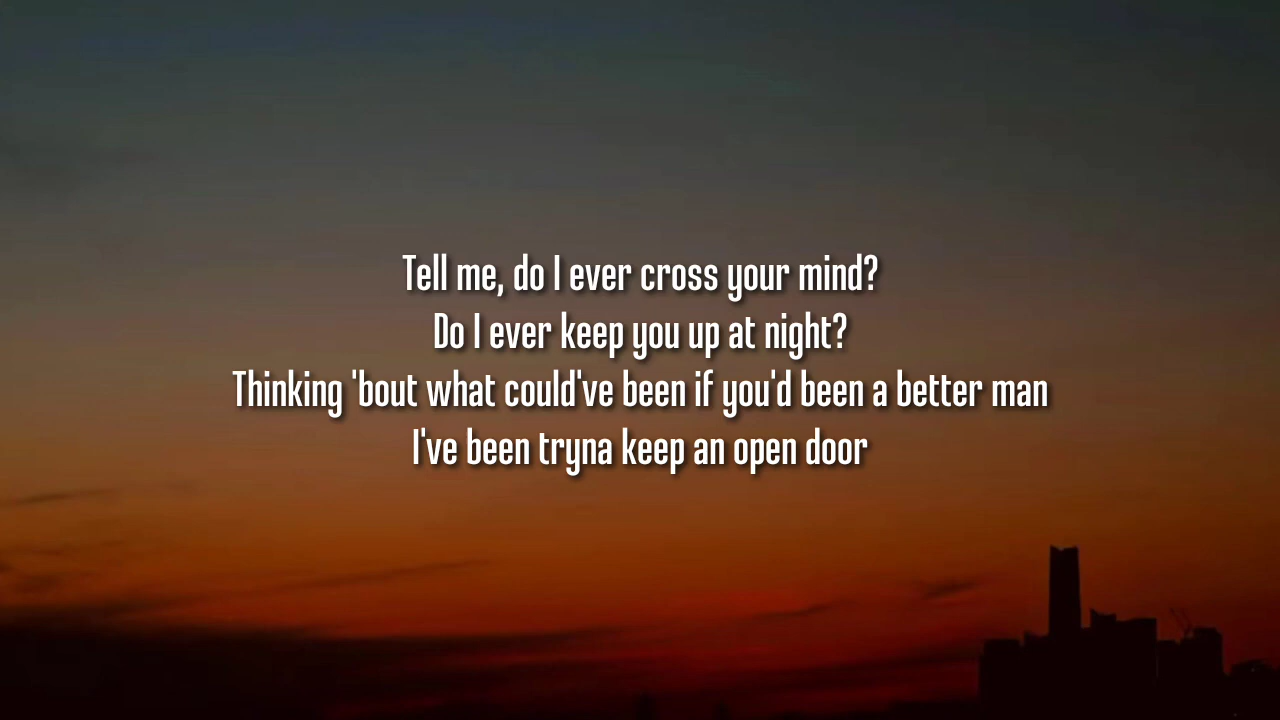 Tell me, do I ever cross your mind?
Do I ever keep you up at night?
Thinking 'bout what could've been if you'd been a better man
I've been tryna keep an open door